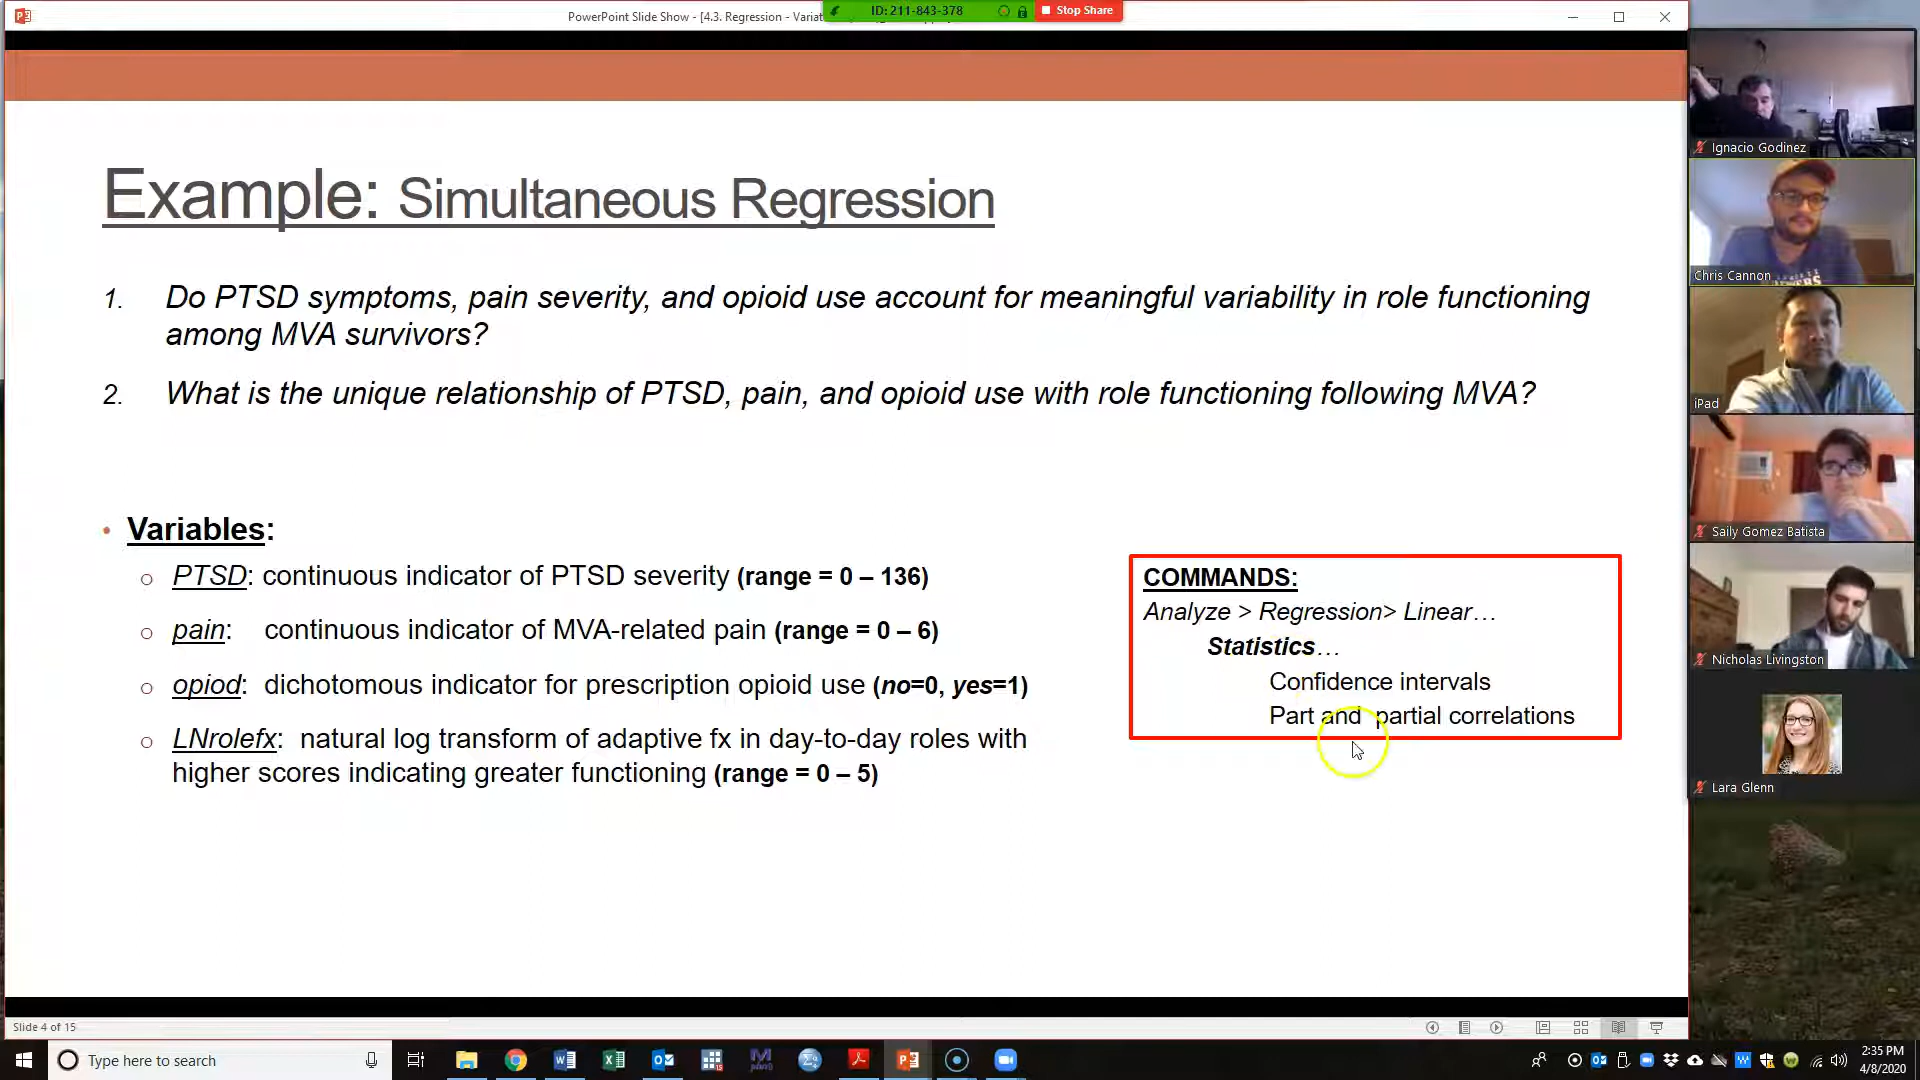 PowerPoint Slide Show - [4.3. Regression - Variat
ID: 211-843-378
Stop Share
Example: Simultaneous Regression
1. Do PTSD symptoms, pain severity, and opioid use account for meaningful variability in role functioning
among MVA survivors?
2. What is the unique relationship of PTSD, pain, and opioid use with role functioning following MVA?
• Variables:
o PTSD: continuous indicator of PTSD severity (range = 0 – 136)
o pain: continuous indicator of MVA-related pain (range = 0 – 6)
o opiod: dichotomous indicator for prescription opioid use (no=0, yes=1)
o LNrolefx: natural log transform of adaptive fx in day-to-day roles with
higher scores indicating greater functioning (range = 0 – 5)
COMMANDS:
Analyze > Regression> Linear…
Statistics…
Confidence intervals
Part and partial correlations
Ignacio Godinez
Chris Cannon
iPad
Saily Gomez Batista
Nicholas Livingston
Lara Glenn
Slide 4 of 15
Type here to search
2:35 PM
4/8/2020